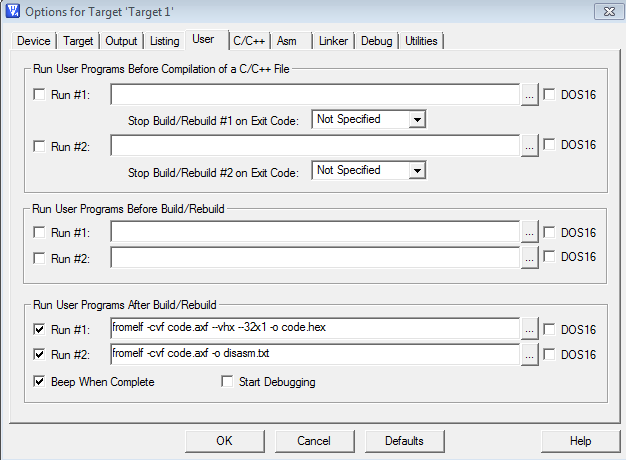 Options for Target 'Target 1'
Device Target Output Listing User C/C++ Asm Linker Debug Utilities
Run User Programs Before Compilation of a C/C++ File
Run #1: ... DOS16
Stop Build/Rebuild #1 on Exit Code: Not Specified
Run #2: ... DOS16
Stop Build/Rebuild #2 on Exit Code: Not Specified
Run User Programs Before Build/Rebuild
Run #1: ... DOS16
Run #2: ... DOS16
Run User Programs After Build/Rebuild
Run #1: fromelf -cvf code.axf --vhx --32x1 -o code.hex ... DOS16
Run #2: fromelf -cvf code.axf -o disasm.txt ... DOS16
Beep When Complete Start Debugging
OK Cancel Defaults Help